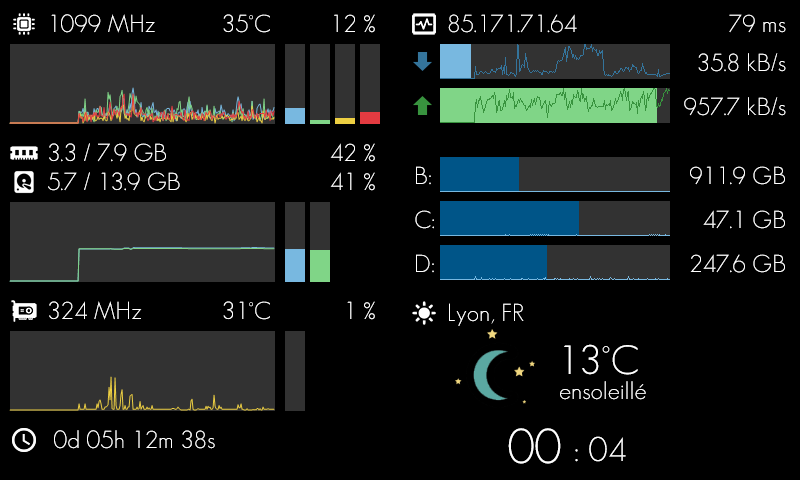 1099 MHz 35°C 12 %
3.3 / 7.9 GB 42 %
5.7 / 13.9 GB 41 %
324 MHz 31°C 1 %
0d 05h 12m 38s
85.171.71.64 79 ms
35.8 kB/s
957.7 kB/s
B: 911.9 GB
C: 47.1 GB
D: 247.6 GB
Lyon, FR
13°C
ensoleillé
00 : 04